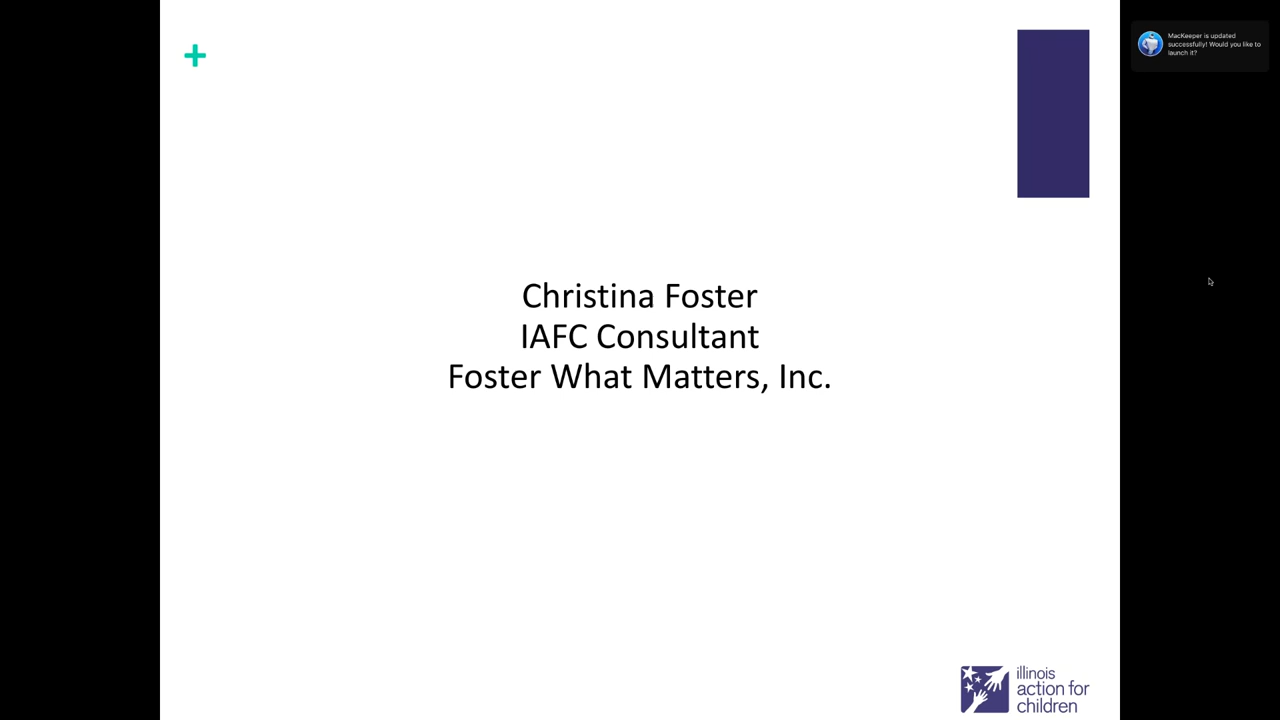 +
MacKeeper is updated
successfully! Would you like to
launch it?
Christina Foster
IAFC Consultant
Foster What Matters, Inc.
illinois
action for
children